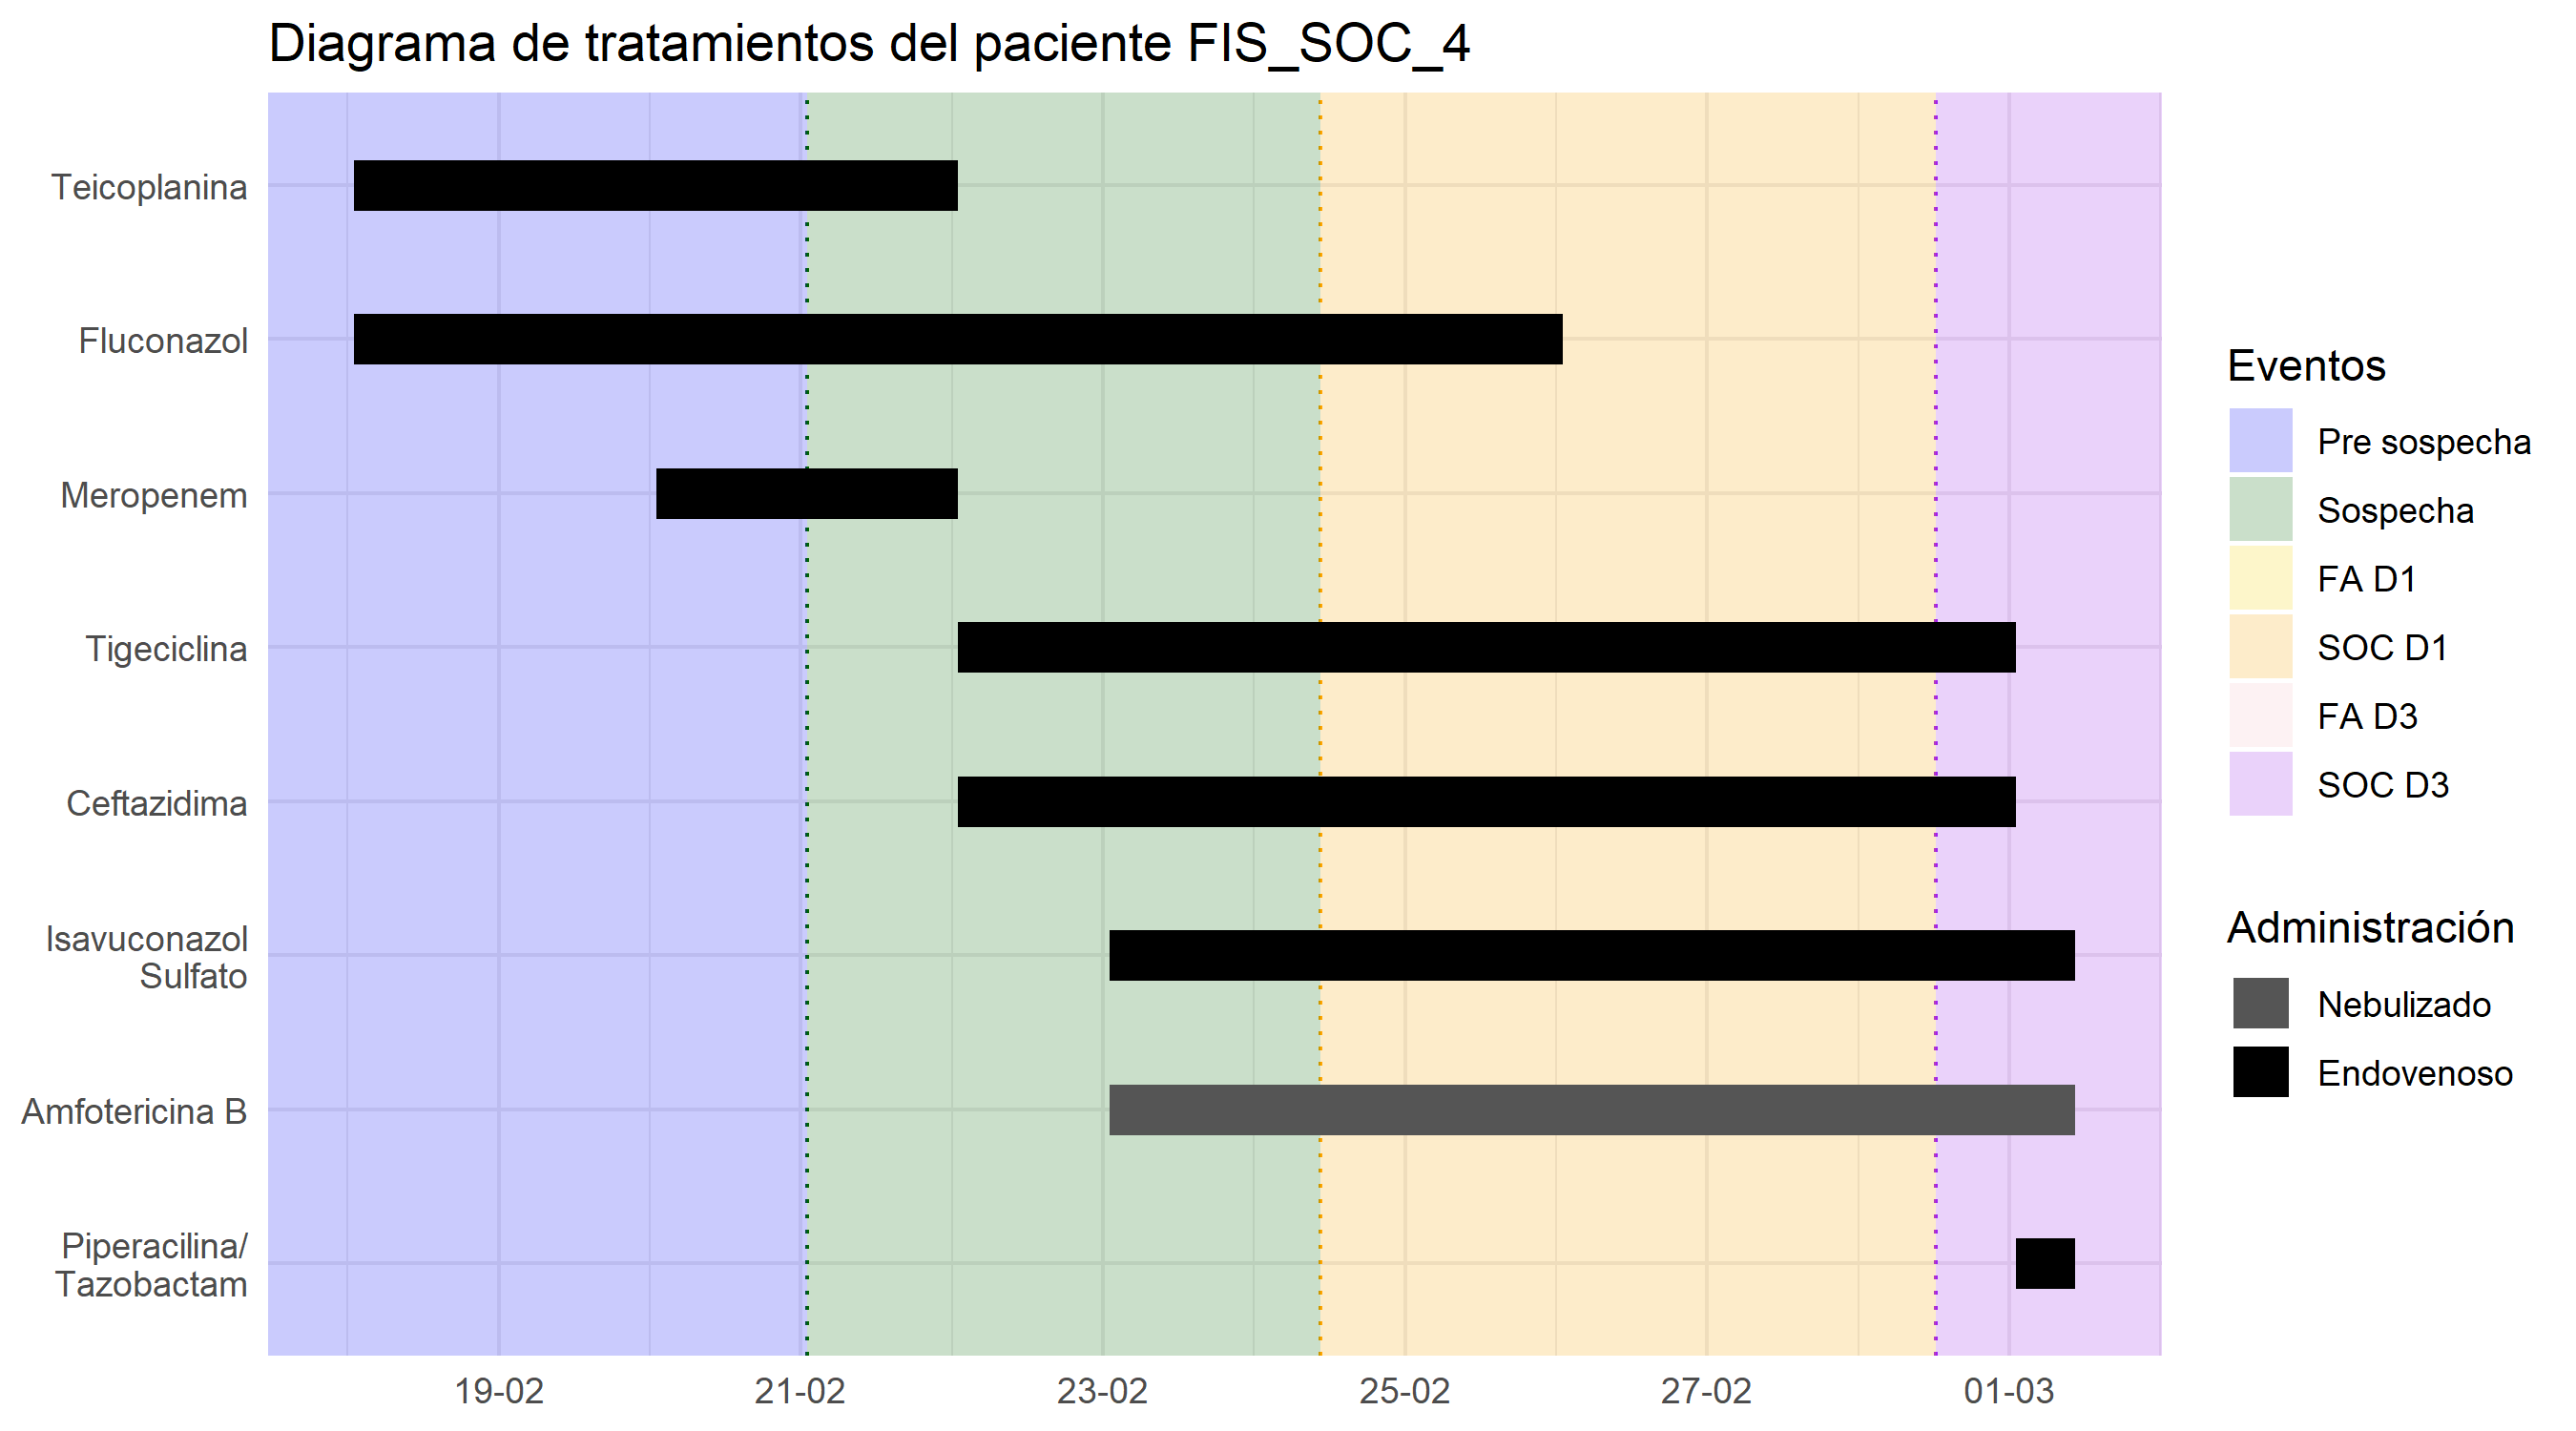 Diagrama de tratamientos del paciente FIS_SOC_4
Teicoplanina
Fluconazol
Meropenem
Tigeciclina
Ceftazidima
Isavuconazol
Sulfato
Amfotericina B
Piperacilina/
Tazobactam
19-02
21-02
23-02
25-02
27-02
01-03
Eventos
Pre sospecha
Sospecha
FA D1
SOC D1
FA D3
SOC D3
Administración
Nebulizado
Endovenoso